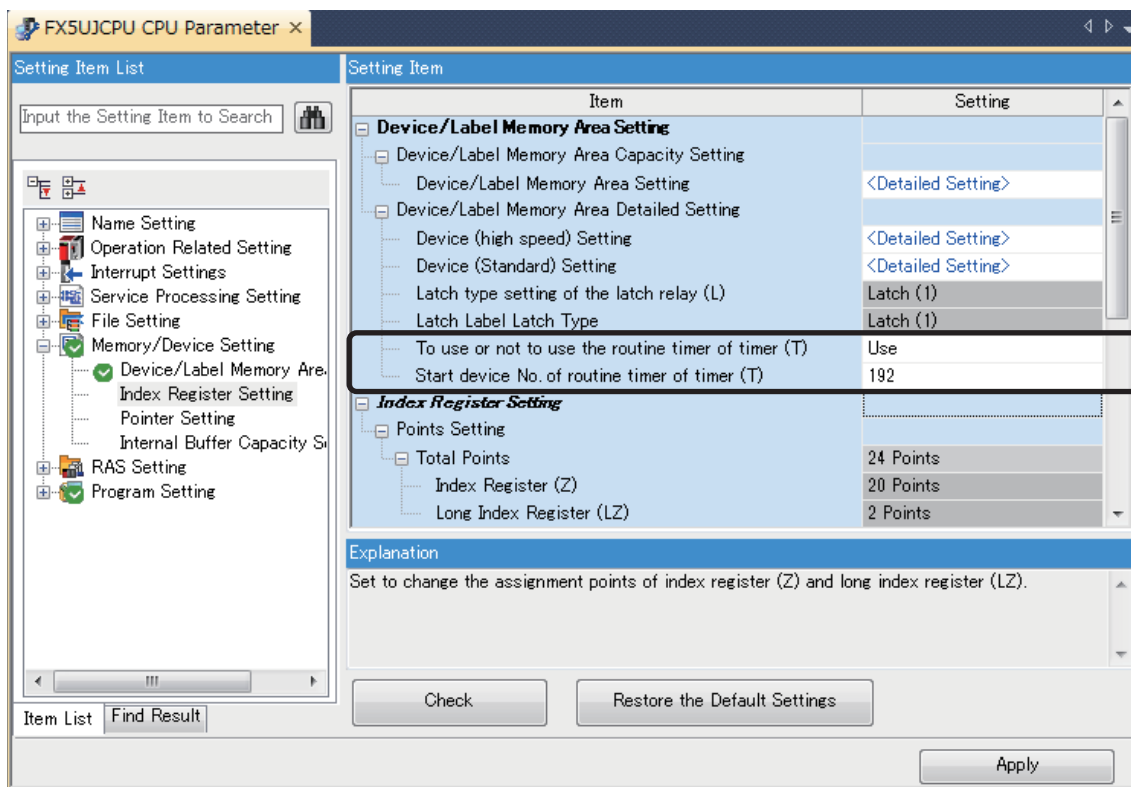 FX5UJCPU CPU Parameter ×
Setting Item List
Input the Setting Item to Search
Name Setting
Operation Related Setting
Interrupt Settings
Service Processing Setting
File Setting
Memory/Device Setting
Device/Label Memory Are
Index Register Setting
Pointer Setting
Internal Buffer Capacity S
RAS Setting
Program Setting
Item List Find Result
Setting Item
Item Setting
Device/Label Memory Area Setting
Device/Label Memory Area Capacity Setting
Device/Label Memory Area Setting <Detailed Setting>
Device/Label Memory Area Detailed Setting
Device (high speed) Setting <Detailed Setting>
Device (Standard) Setting <Detailed Setting>
Latch type setting of the latch relay (L) Latch (1)
Latch Label Latch Type Latch (1)
To use or not to use the routine timer of timer (T) Use
Start device No. of routine timer of timer (T) 192
Index Register Setting
Points Setting
Total Points 24 Points
Index Register (Z) 20 Points
Long Index Register (LZ) 2 Points
Explanation
Set to change the assignment points of index register (Z) and long index register (LZ).
Check Restore the Default Settings
Apply